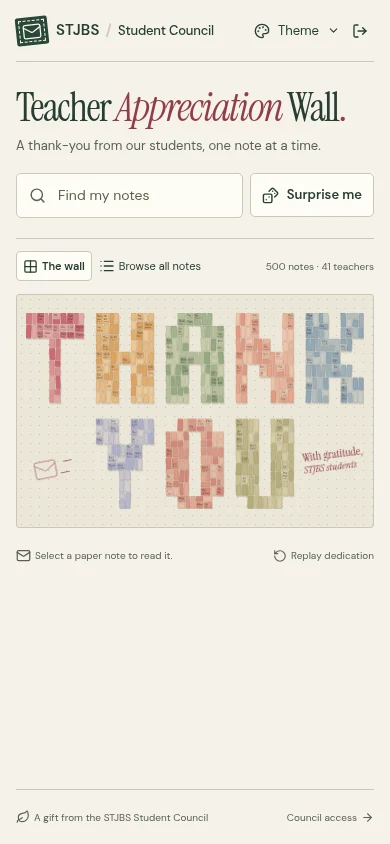 STJBS / Student Council
Theme
Teacher Appreciation Wall.
A thank-you from our students, one note at a time.
Find my notes
Surprise me
The wall
Browse all notes
500 notes · 41 teachers
THANK
YOU
With gratitude,
STJBS students
Select a paper note to read it.
Replay dedication
A gift from the STJBS Student Council
Council access